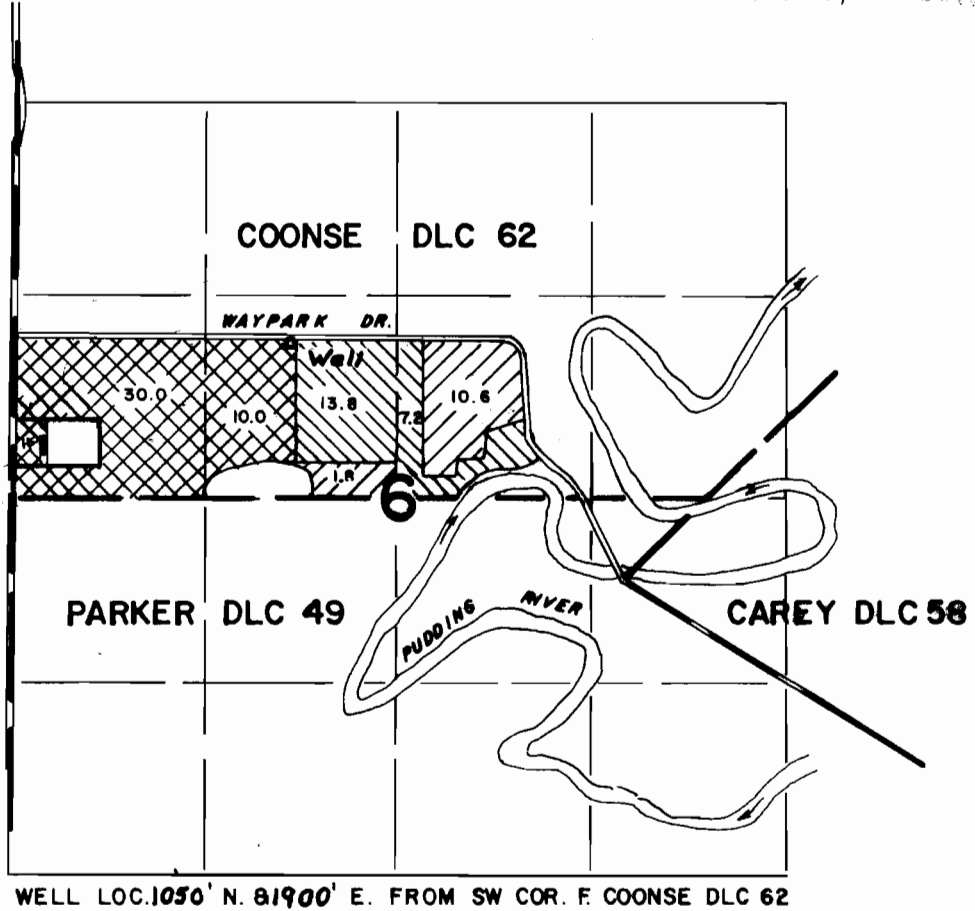 COONSE DLC 62
WAYPARK DR.
Well
30.0
10.0
13.8
7.2
10.6
1.8
6
PARKER DLC 49
PUDDING RIVER
CAREY DLC 58
WELL LOC. 1050' N. & 1900' E. FROM SW COR. F. COONSE DLC 62